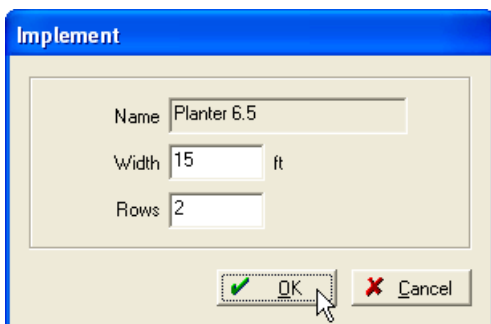 Implement
Name Planter 6.5
Width 15 ft
Rows 2
OK Cancel